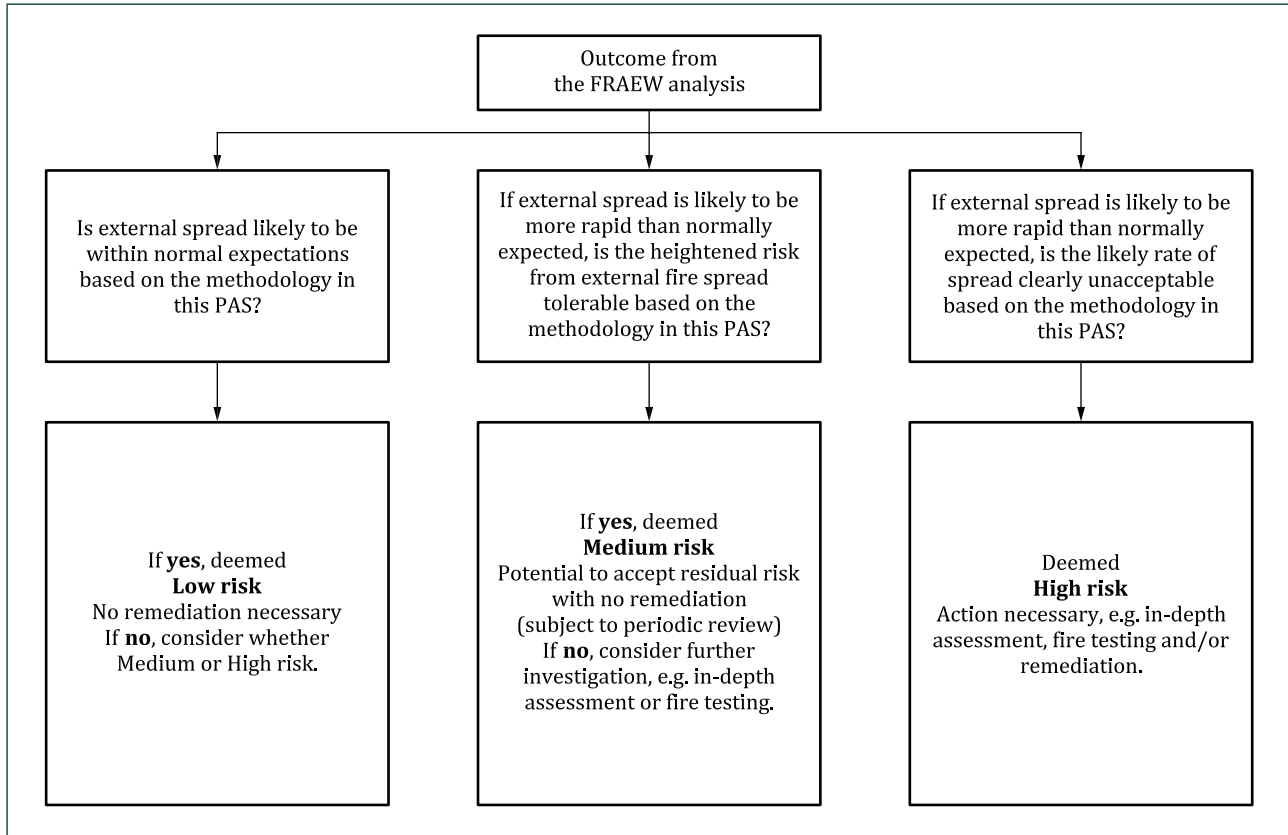 Outcome from
the FRAEW analysis
Is external spread likely to be
within normal expectations
based on the methodology in
this PAS?
If external spread is likely to be
more rapid than normally
expected, is the heightened risk
from external fire spread
tolerable based on the
methodology in this PAS?
If external spread is likely to be
more rapid than normally
expected, is the likely rate of
spread clearly unacceptable
based on the methodology in
this PAS?
If yes, deemed
Low risk
No remediation necessary
If no, consider whether
Medium or High risk.
If yes, deemed
Medium risk
Potential to accept residual risk
with no remediation
(subject to periodic review)
If no, consider further
investigation, e.g. in-depth
assessment or fire testing.
Deemed
High risk
Action necessary, e.g. in-depth
assessment, fire testing and/or
remediation.